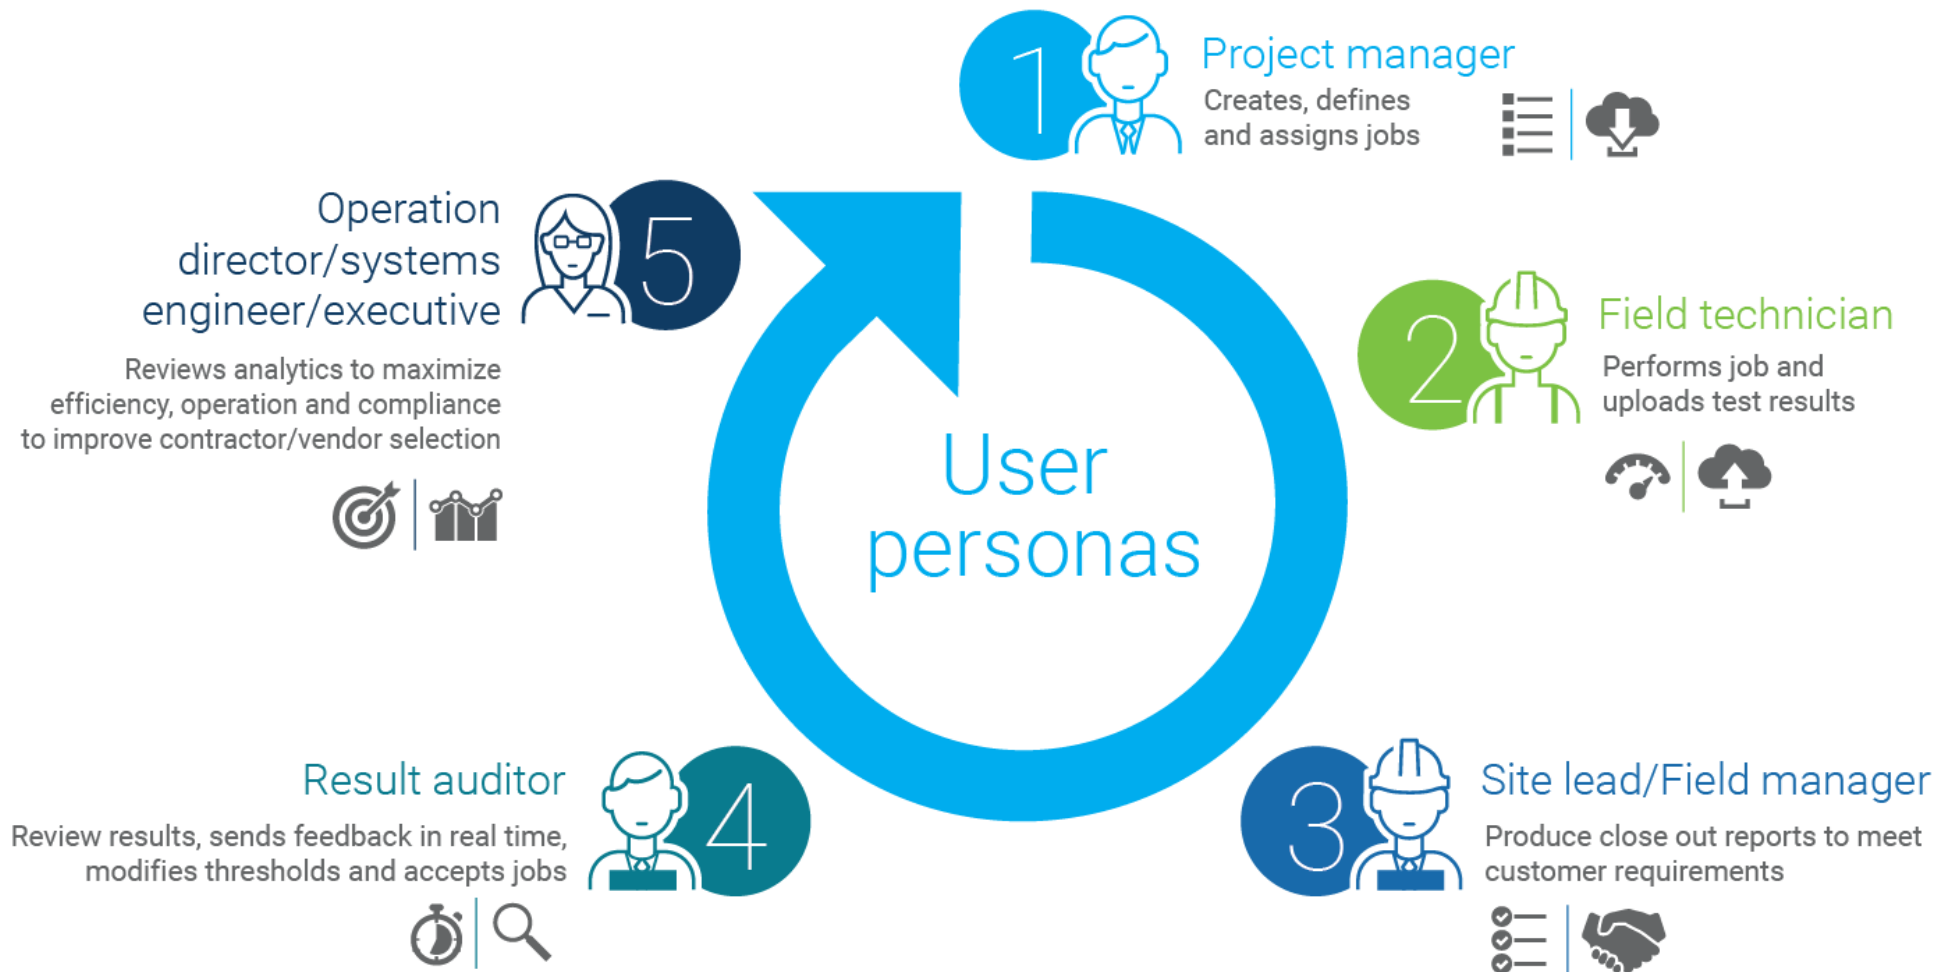 1
Project manager
Creates, defines
and assigns jobs
2
Field technician
Performs job and
uploads test results
3
Site lead/Field manager
Produce close out reports to meet
customer requirements
4
Result auditor
Review results, sends feedback in real time,
modifies thresholds and accepts jobs
5
Operation
director/systems
engineer/executive
Reviews analytics to maximize
efficiency, operation and compliance
to improve contractor/vendor selection
User
personas